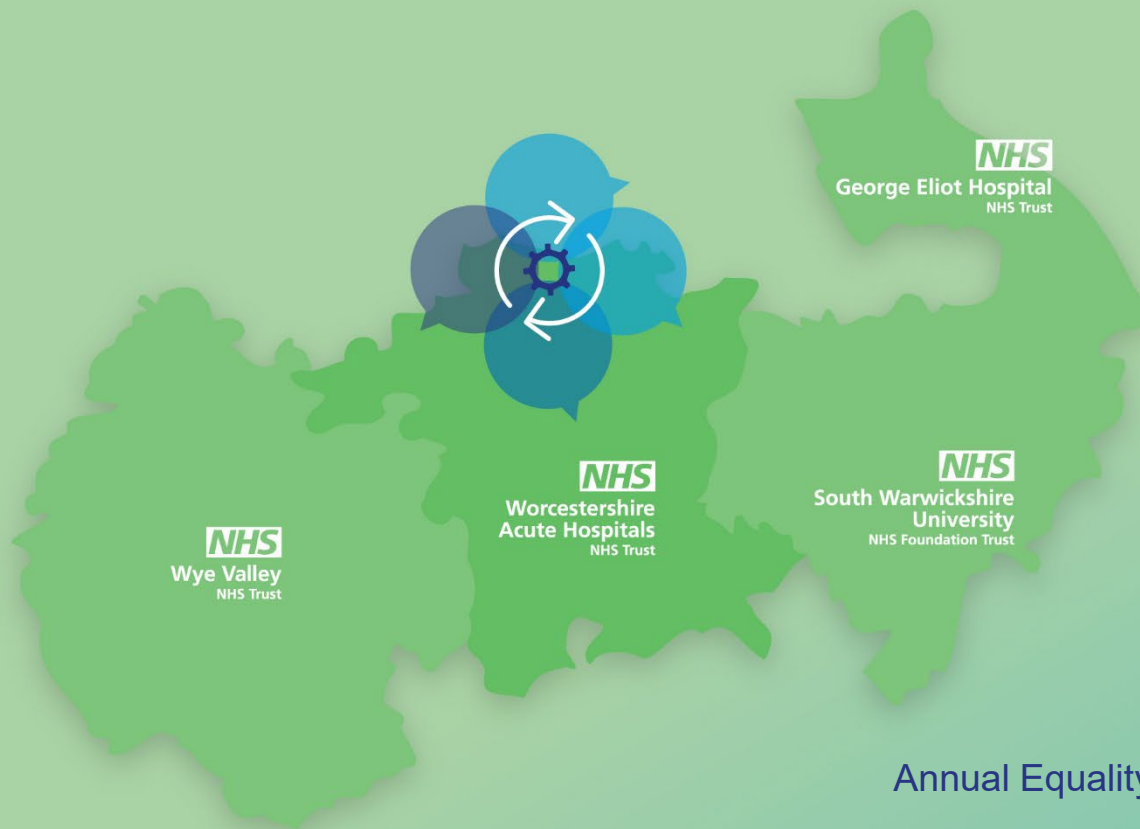 NHS
George Eliot Hospital
NHS Trust
NHS
Wye Valley
NHS Trust
NHS
Worcestershire
Acute Hospitals
NHS Trust
NHS
South Warwickshire
University
NHS Foundation Trust
Annual Equality